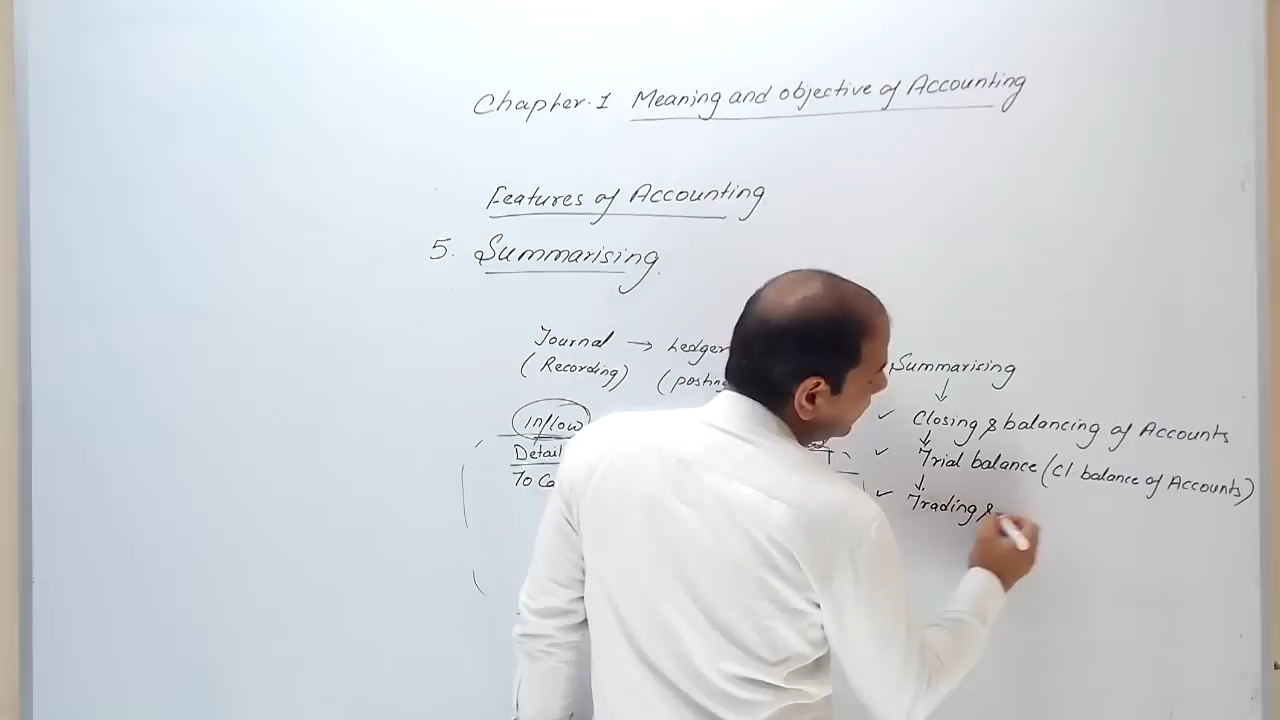 Chapter.1 Meaning and objective of Accounting
Features of Accounting
5. Summarising
Journal → Ledger
(Recording) (posting
Summarising
↓
Inflow
✓ Closing & balancing of Accounts
↓
Detail
✓ Trial balance (Cl. balance of Accounts)
↓
To Ca
✓ Trading &